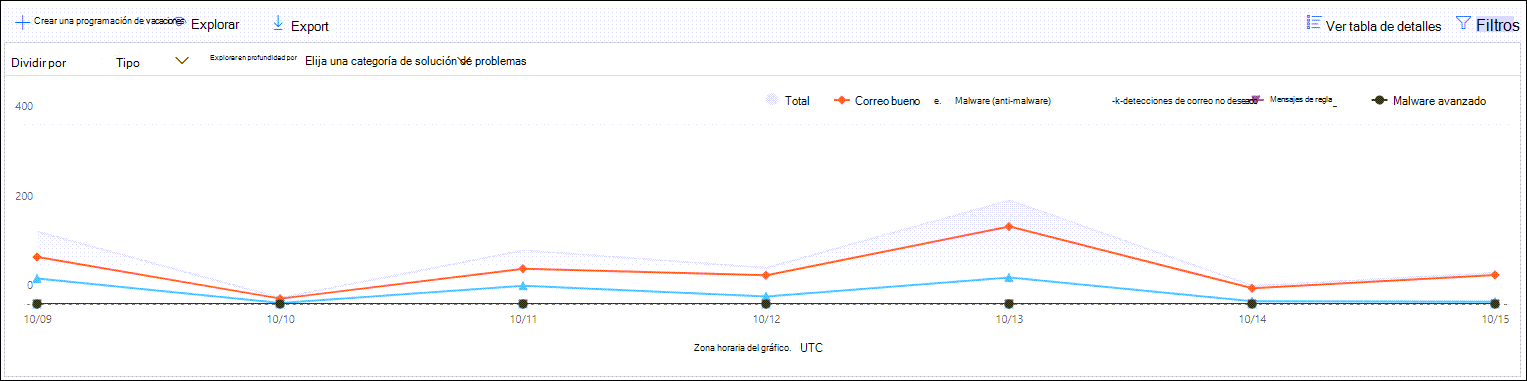 Crear una programación de vacaciones Explorar Export Ver tabla de detalles Filtros
Dividir por Tipo Explorar en profundidad por Elija una categoría de solución de problemas
Total Correo bueno e. Malware (anti-malware) -k-detecciones de correo no deseado Mensajes de regla _ Malware avanzado
400
200
0
10/09 10/10 10/11 10/12 10/13 10/14 10/15
Zona horaria del gráfico. UTC